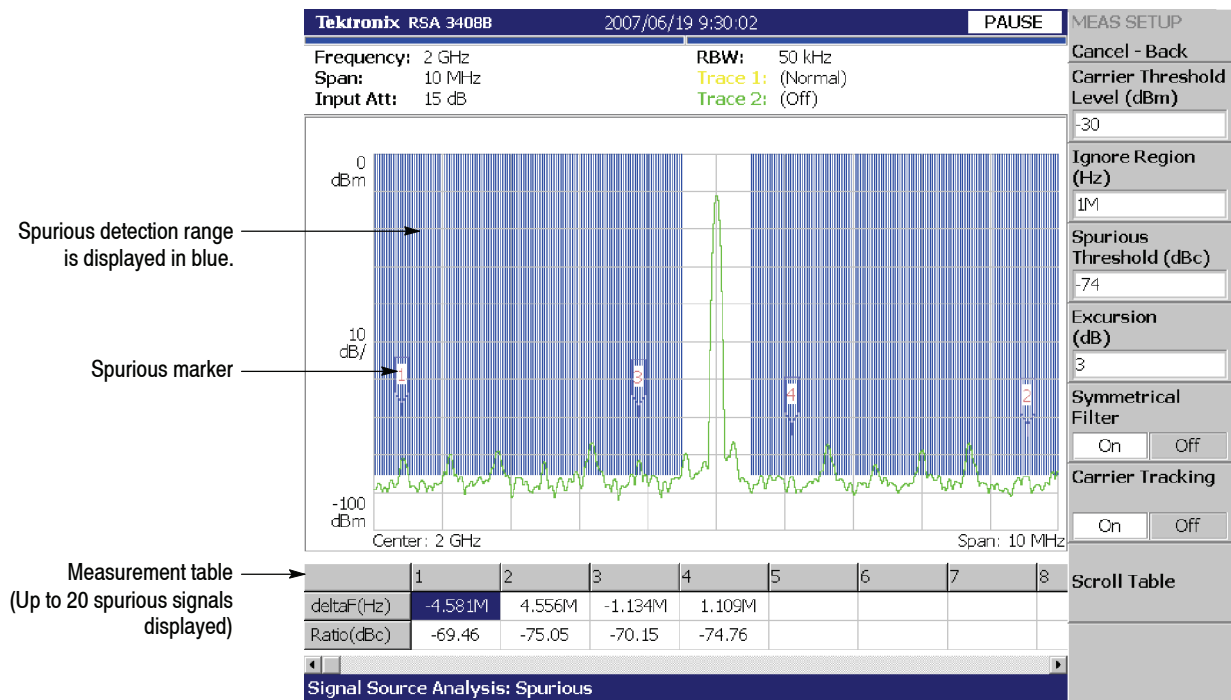 Tektronix RSA 3408B 2007/06/19 9:30:02 PAUSE
Frequency: 2 GHz RBW: 50 kHz
Span: 10 MHz Trace 1: (Normal)
Input Att: 15 dB Trace 2: (Off)
MEAS SETUP
Cancel - Back
Carrier Threshold
Level (dBm)
-30
Ignore Region
(Hz)
1M
Spurious
Threshold (dBc)
-74
Excursion
(dB)
3
Symmetrical
Filter
On Off
Carrier Tracking
On Off
Scroll Table
0
dBm
Spurious detection range
is displayed in blue.
10
dB/
Spurious marker
1
3
4
2
-100
dBm
Center: 2 GHz Span: 10 MHz
Measurement table
(Up to 20 spurious signals
displayed)
1 2 3 4 5 6 7 8
deltaF(Hz) -4.581M 4.556M -1.134M 1.109M
Ratio(dBc) -69.46 -75.05 -70.15 -74.76
Signal Source Analysis: Spurious